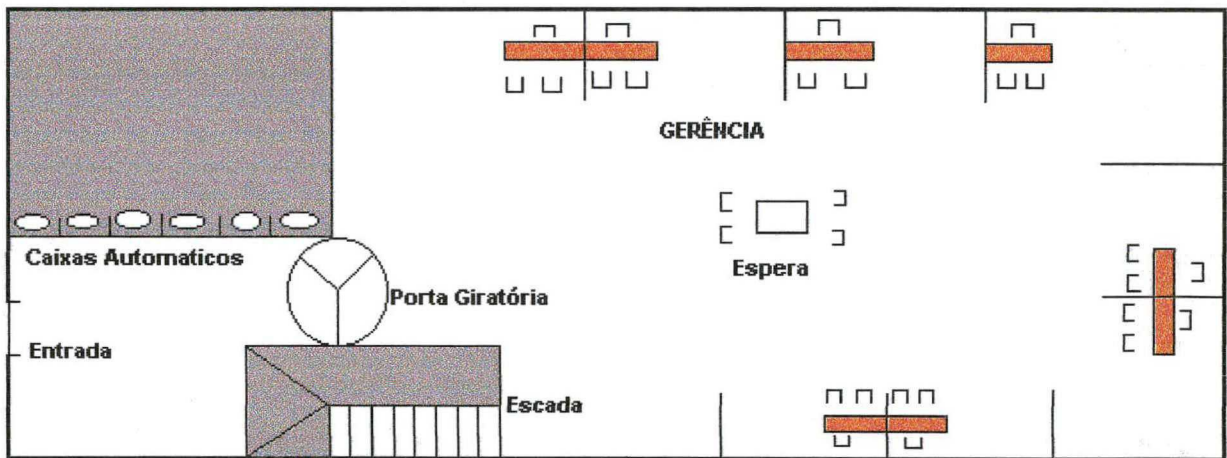 GERÊNCIA
Caixas Automaticos
Espera
Porta Giratória
Entrada
Escada